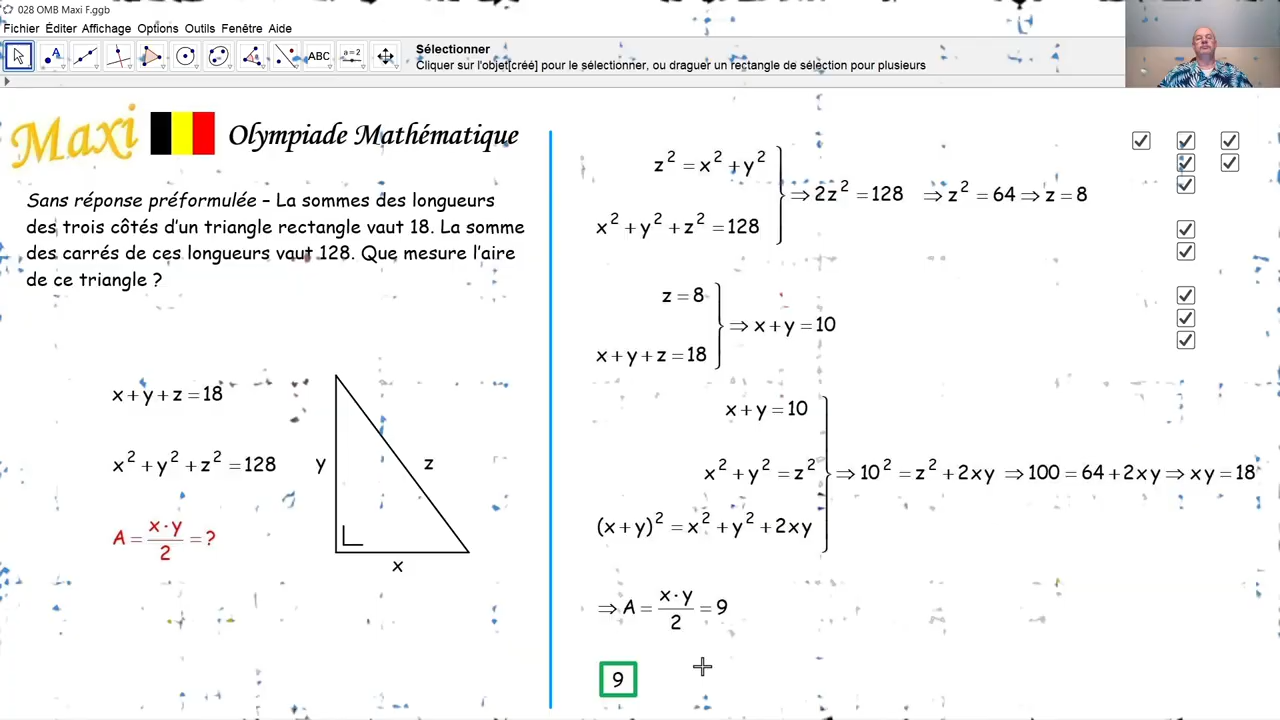 028 OMB Maxi F.ggb
Fichier Éditer Affichage Options Outils Fenêtre Aide
A ABC a=2
Sélectionner
Cliquer sur l'objet[créé] pour le sélectionner, ou draguer un rectangle de sélection pour plusieurs
Maxi Olympiade Mathématique
Sans réponse préformulée – La sommes des longueurs
des trois côtés d'un triangle rectangle vaut 18. La somme
des carrés de ces longueurs vaut 128. Que mesure l'aire
de ce triangle ?
x + y + z = 18
x² + y² + z² = 128
A = x · y / 2 = ?
y
z
x
z² = x² + y²
x² + y² + z² = 128
⇒ 2z² = 128 ⇒ z² = 64 ⇒ z = 8
z = 8
x + y + z = 18
⇒ x + y = 10
x + y = 10
x² + y² = z²
(x + y)² = x² + y² + 2xy
⇒ 10² = z² + 2xy ⇒ 100 = 64 + 2xy ⇒ xy = 18
⇒ A = x · y / 2 = 9
9